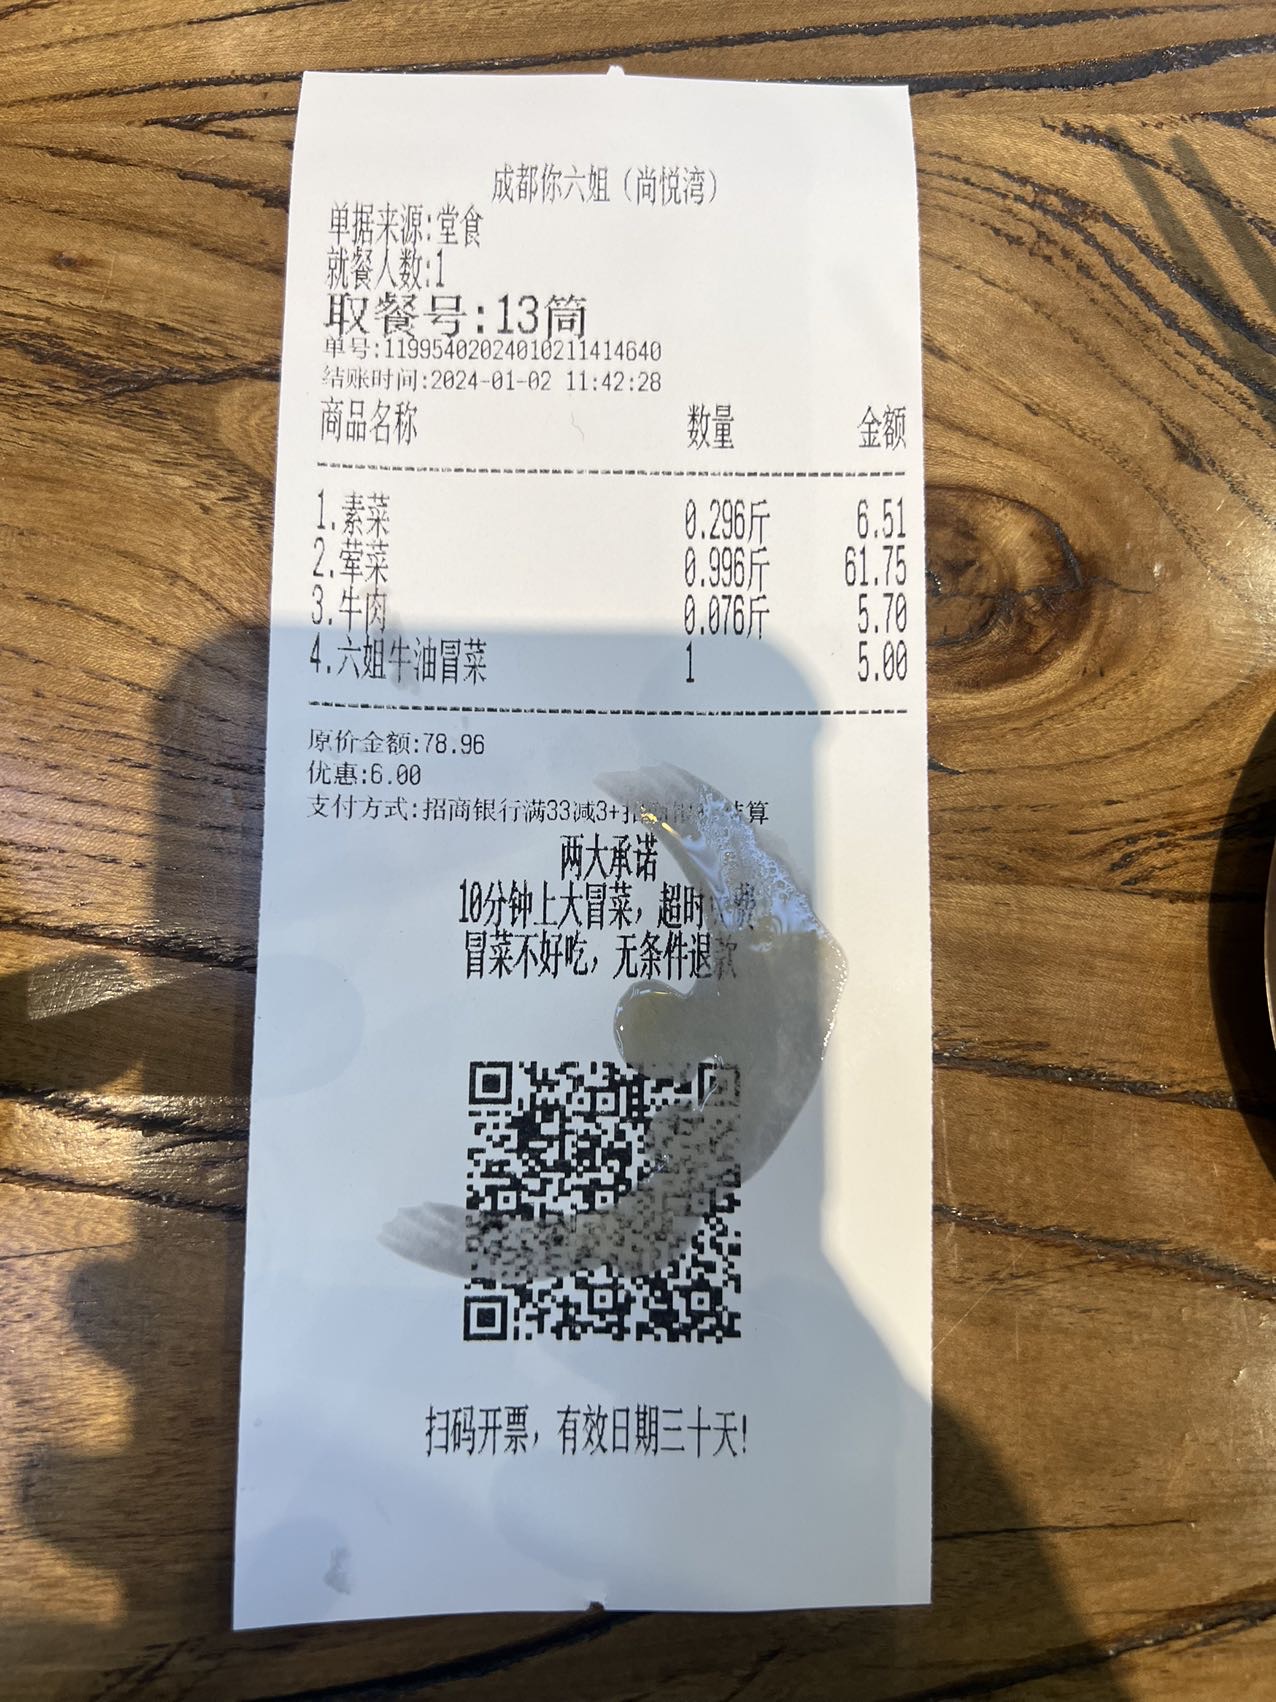 成都你六姐（尚悦湾）
单据来源:堂食
就餐人数:1
取餐号:13筒
单号:11995402024010211414640
结账时间:2024-01-02 11:42:28
商品名称 数量 金额
1.素菜 0.296斤 6.51
2.荤菜 0.996斤 61.75
3.牛肉 0.076斤 5.70
4.六姐牛油冒菜 1 5.00
原价金额:78.96
优惠:6.00
支付方式:招商银行满33减3+招 结算
两大承诺
10分钟上大冒菜，超时 费
冒菜不好吃，无条件退款
扫码开票，有效日期三十天!